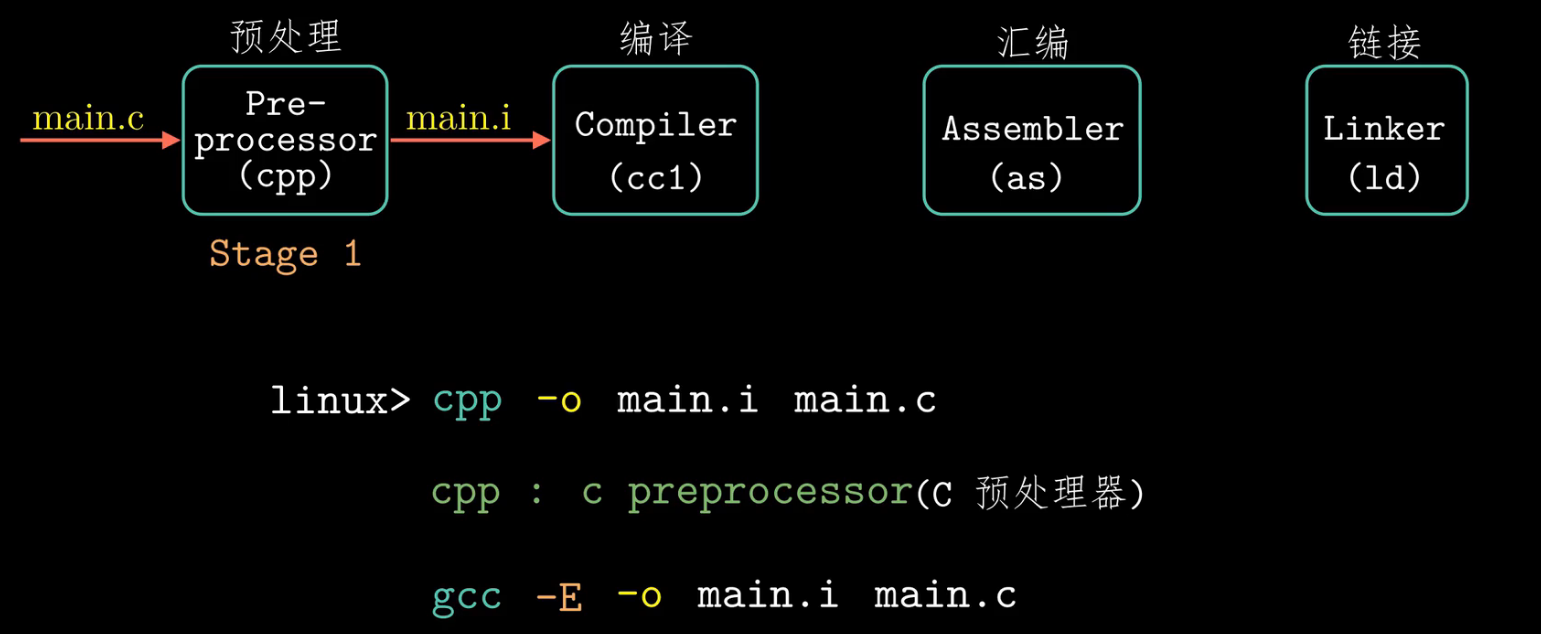 预处理
编译
汇编
链接
main.c
Pre-
processor
(cpp)
main.i
Compiler
(cc1)
Assembler
(as)
Linker
(ld)
Stage 1
linux> cpp -o main.i main.c
cpp : c preprocessor(C 预处理器)
gcc -E -o main.i main.c